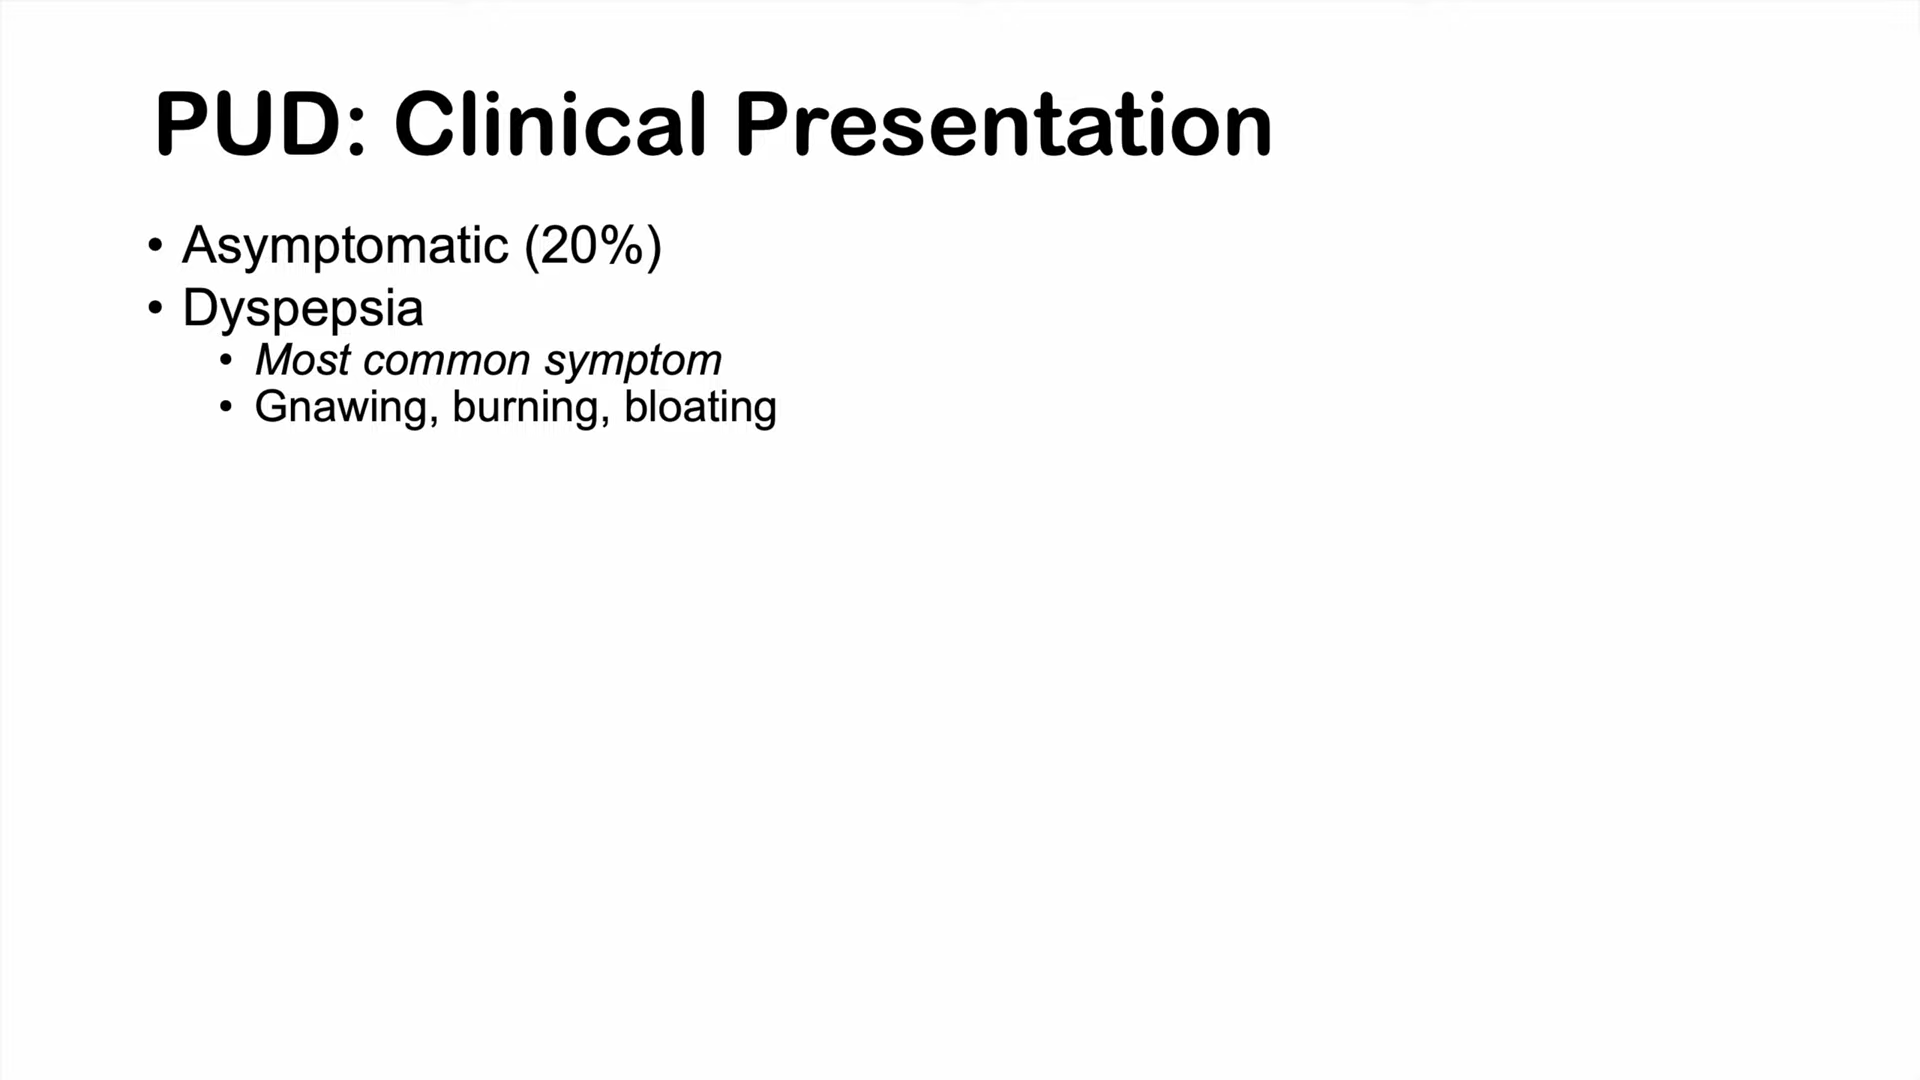 PUD: Clinical Presentation
• Asymptomatic (20%)
• Dyspepsia
• Most common symptom
• Gnawing, burning, bloating